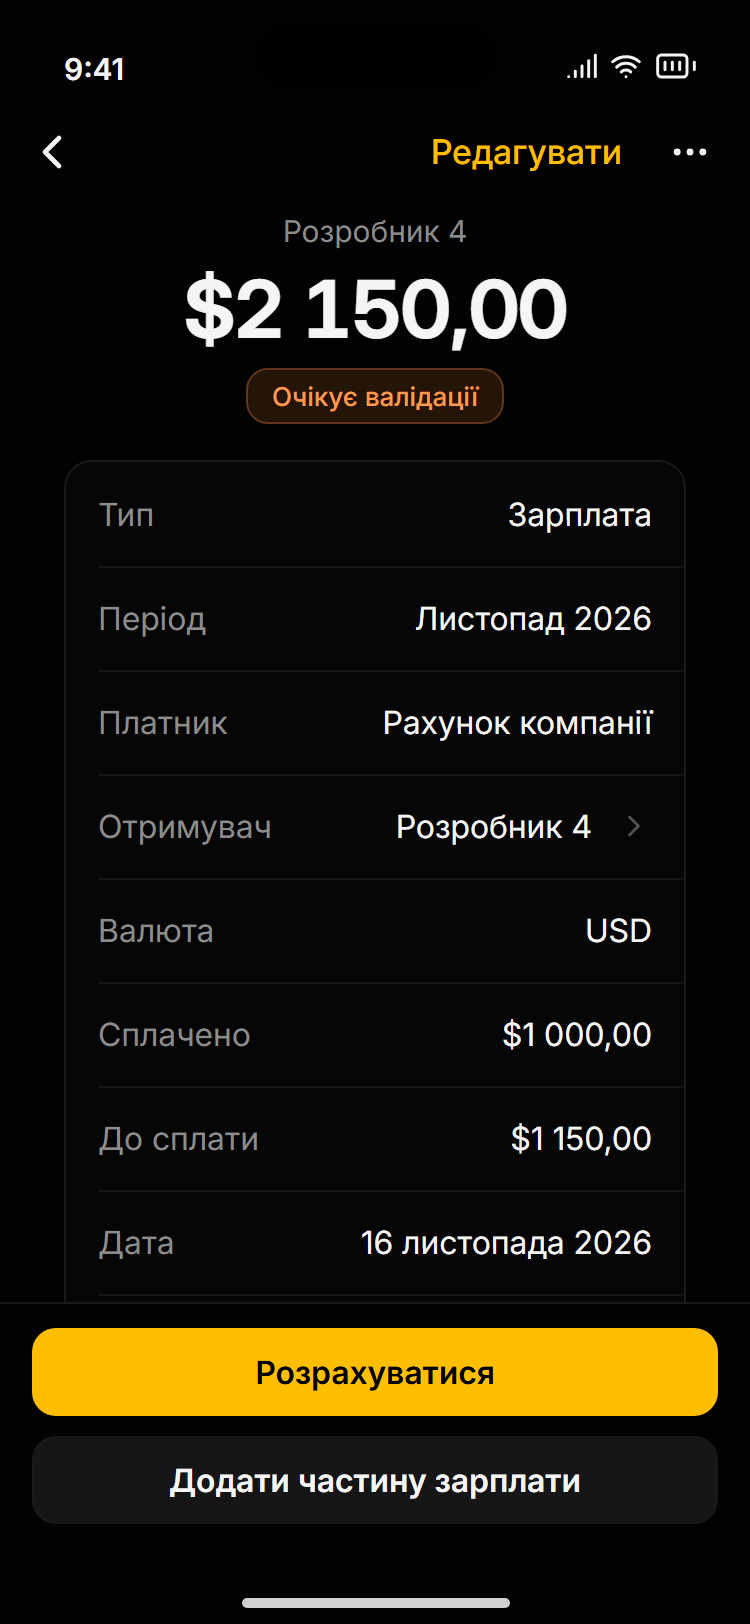 9:41
Редагувати
Розробник 4
$2 150,00
Очікує валідації
Тип Зарплата
Період Листопад 2026
Платник Рахунок компанії
Отримувач Розробник 4
Валюта USD
Сплачено $1 000,00
До сплати $1 150,00
Дата 16 листопада 2026
Розрахуватися
Додати частину зарплати